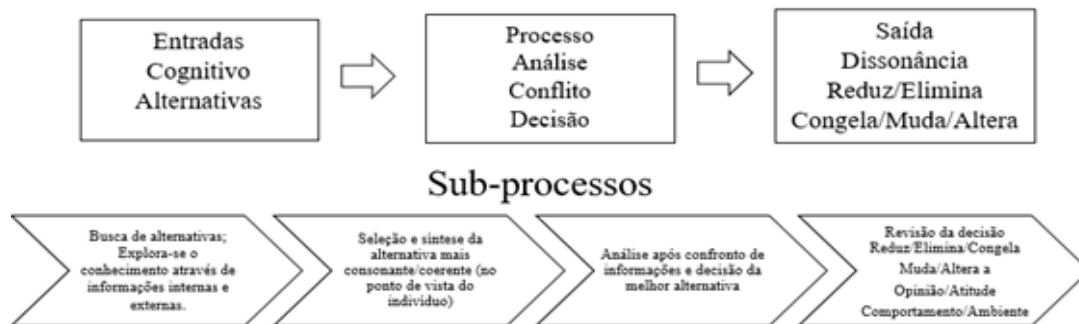 Entradas
Cognitivo
Alternativas
Processo
Análise
Conflito
Decisão
Saída
Dissonância
Reduz/Elimina
Congela/Muda/Altera
Sub-processos
Busca de alternativas;
Explora-se o
conhecimento através de
informações internas e
externas.
Seleção e síntese da
alternativa mais
consonante/coerente (no
ponto de vista do
indivíduo)
Análise após confronto de
informações e decisão da
melhor alternativa
Revisão da decisão
Reduz/Elimina/Congela
Muda/Altera a
Opinião/Atitude
Comportamento/Ambiente